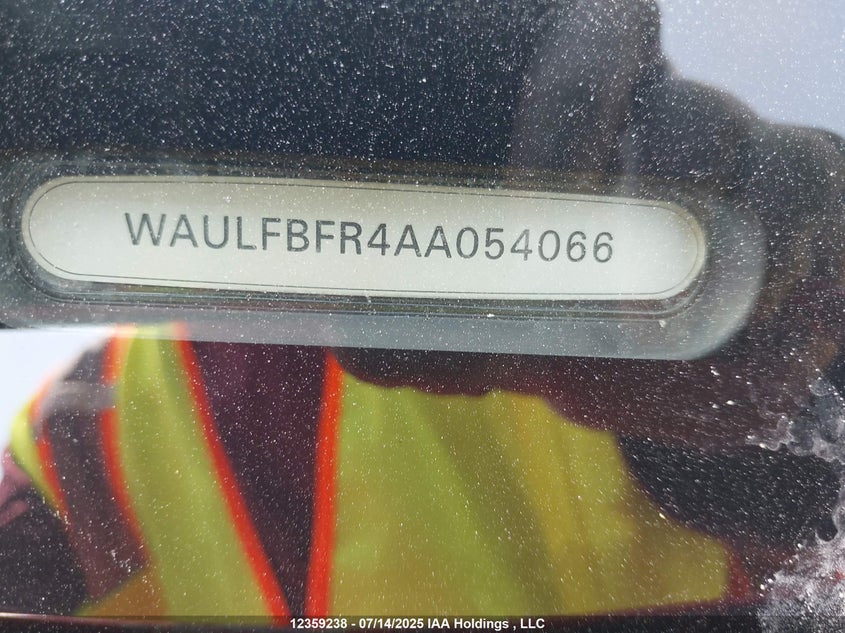 WAULFBFR4AA054066
12359238 - 07/14/2025 IAA Holdings , LLC